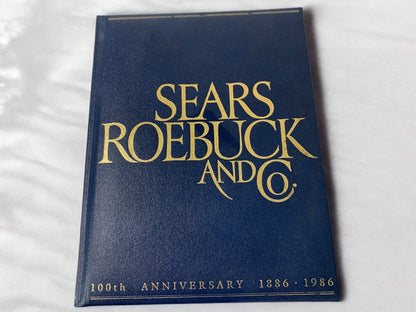 SEARS
ROEBUCK
AND CO.
100th ANNIVERSARY 1886 · 1986